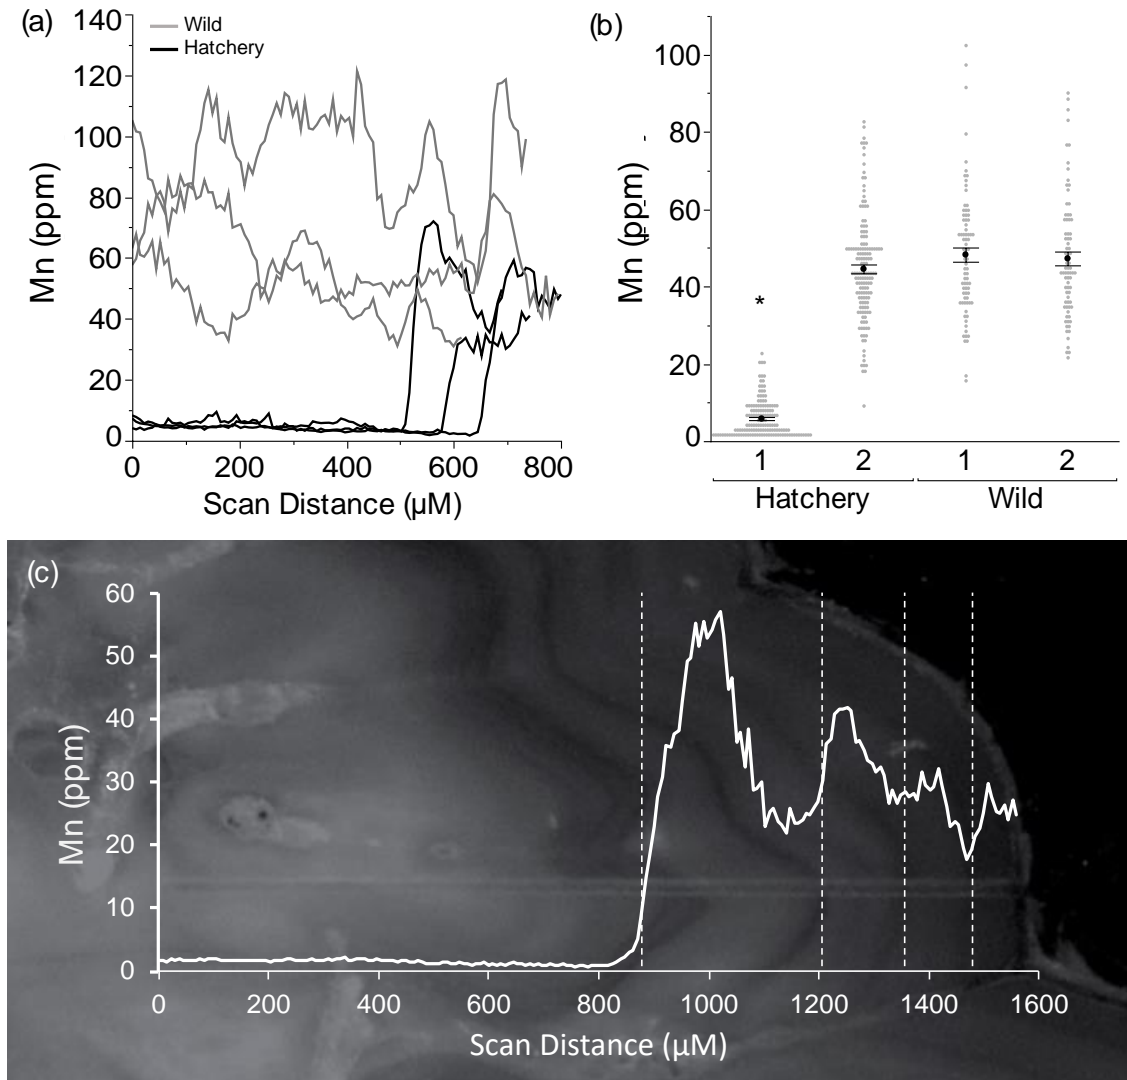 (a)
140
120
100
80
60
40
20
0
Mn (ppm)
Wild
Hatchery
0 200 400 600 800
Scan Distance (µM)
(b)
100
80
60
40
20
0
Mn (ppm)
*
1 2 1 2
Hatchery Wild
(c)
60
50
40
30
20
10
0
Mn (ppm)
0 200 400 600 800 1000 1200 1400 1600
Scan Distance (µM)